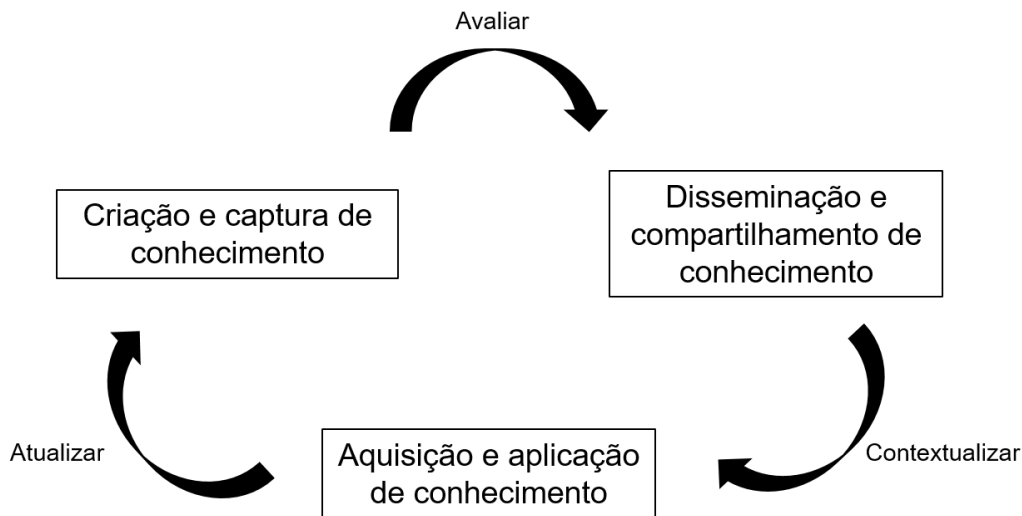 Avaliar
Criação e captura de
conhecimento
Disseminação e
compartilhamento de
conhecimento
Atualizar
Contextualizar
Aquisição e aplicação
de conhecimento